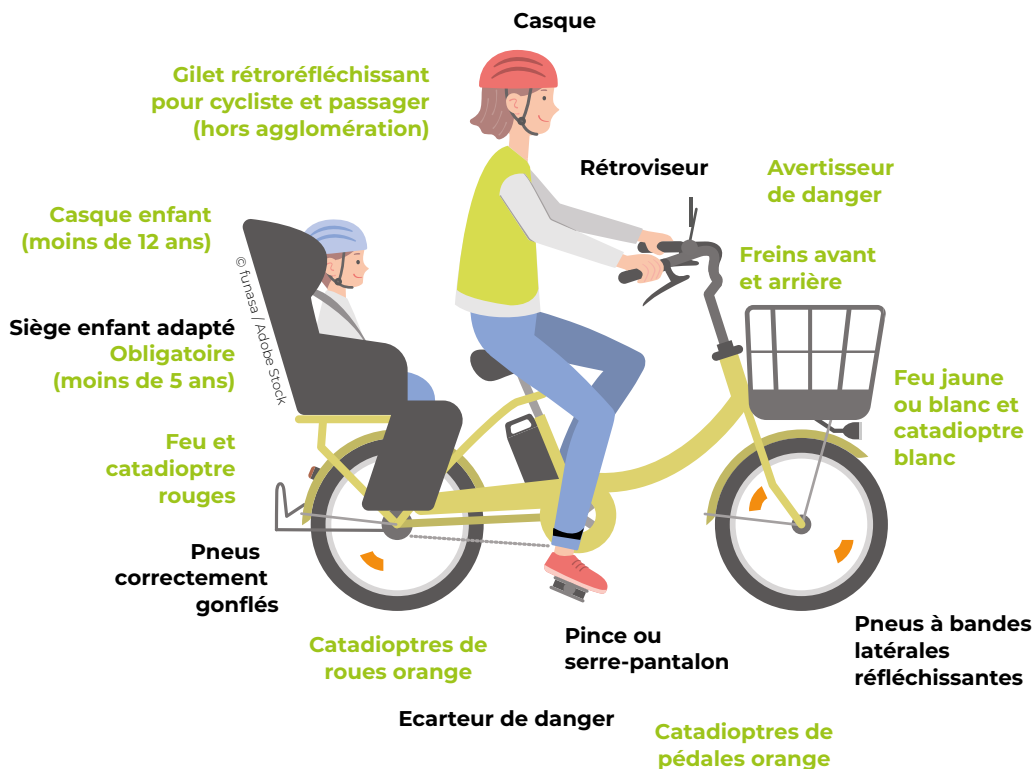 Casque
Gilet rétroréfléchissant
pour cycliste et passager
(hors agglomération)
Rétroviseur
Avertisseur
de danger
Casque enfant
(moins de 12 ans)
Freins avant
et arrière
© funasa / Adobe Stock
Siège enfant adapté
Obligatoire
(moins de 5 ans)
Feu jaune
ou blanc et
catadioptre
blanc
Feu et
catadioptre
rouges
Pneus
correctement
gonflés
Catadioptres de
roues orange
Pince ou
serre-pantalon
Pneus à bandes
latérales
réfléchissantes
Ecarteur de danger
Catadioptres de
pédales orange